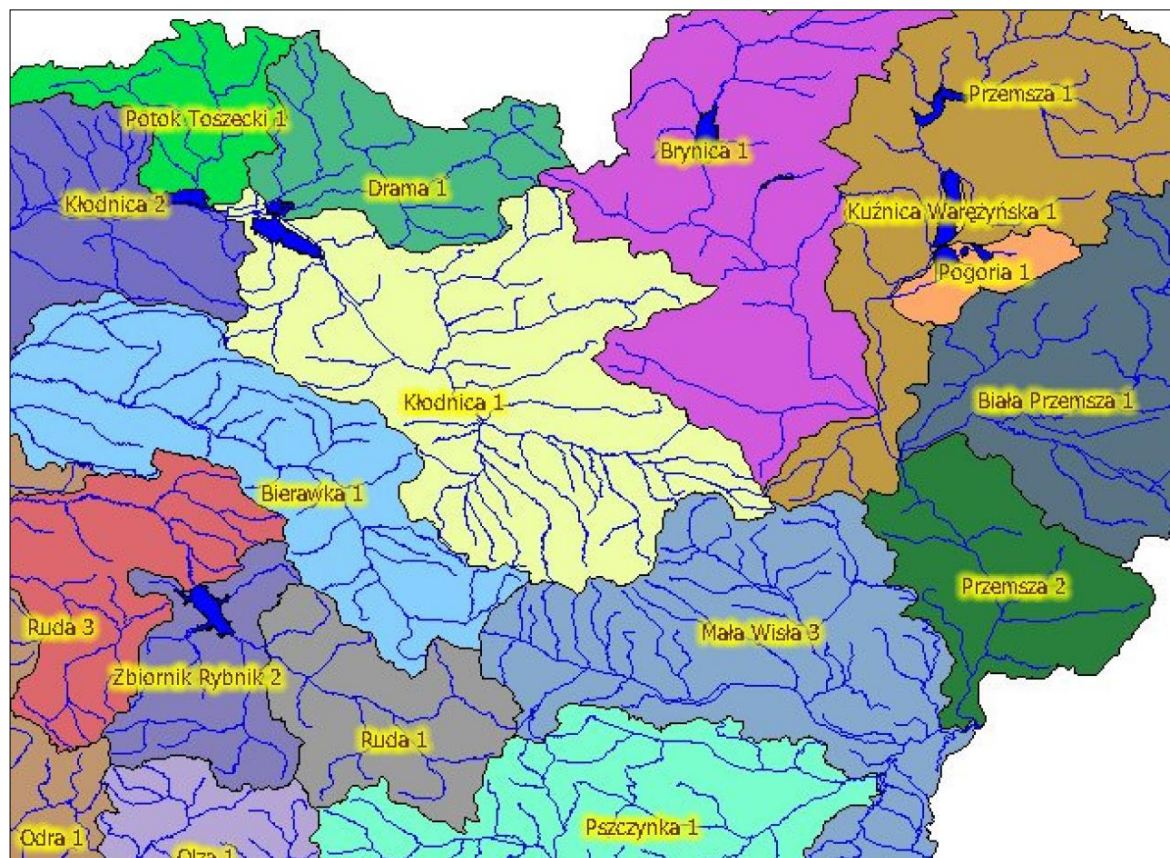 Przemsza 1
Potok Toszecki 1
Brynica 1
Drama 1
Kłodnica 2
Kuźnica Warężyńska 1
Pogoria 1
Kłodnica 1
Biała Przemsza 1
Bierawka 1
Przemsza 2
Ruda 3
Mała Wisła 3
Zbiornik Rybnik 2
Ruda 1
Pszczynka 1
Odra 1
Olza 1